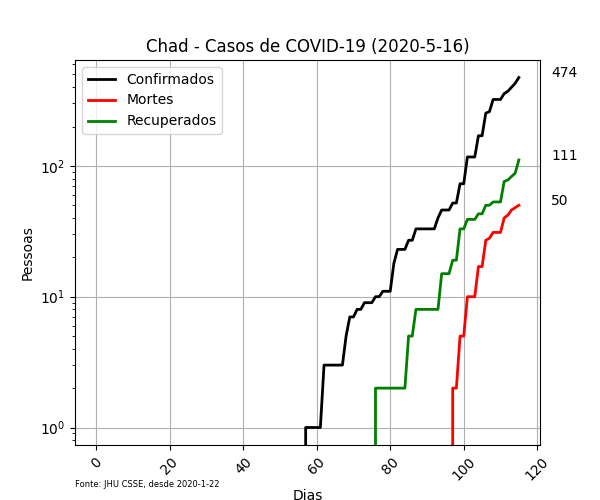 Chad - Casos de COVID-19 (2020-5-16)
Confirmados
Mortes
Recuperados
474
111
50
Pessoas
10²
10¹
10⁰
0 20 40 60 80 100 120
Fonte: JHU CSSE, desde 2020-1-22
Dias